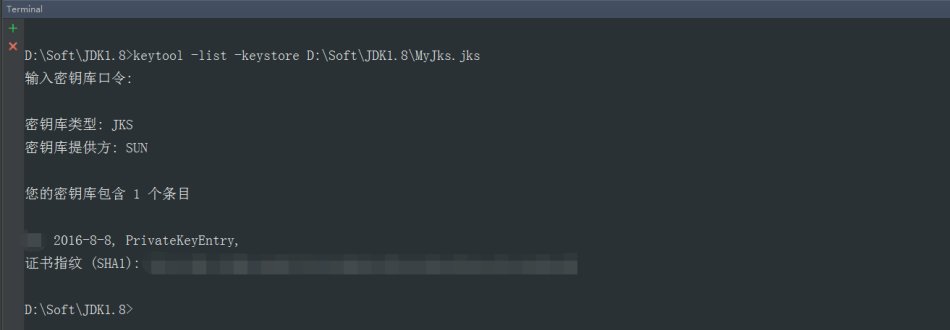 Terminal
D:\Soft\JDK1.8>keytool -list -keystore D:\Soft\JDK1.8\MyJks.jks
输入密钥库口令:
密钥库类型: JKS
密钥库提供方: SUN
您的密钥库包含 1 个条目
2016-8-8, PrivateKeyEntry,
证书指纹 (SHA1):
D:\Soft\JDK1.8>